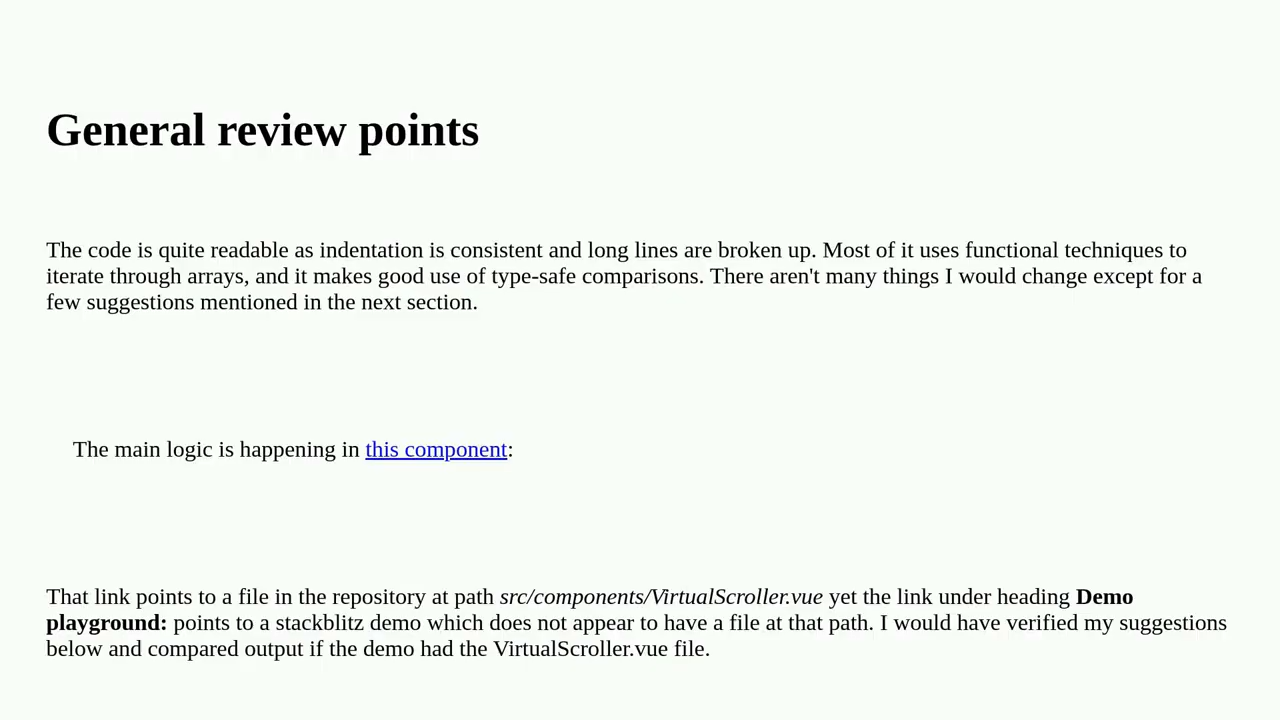 General review points
The code is quite readable as indentation is consistent and long lines are broken up. Most of it uses functional techniques to
iterate through arrays, and it makes good use of type-safe comparisons. There aren't many things I would change except for a
few suggestions mentioned in the next section.
The main logic is happening in this component:
That link points to a file in the repository at path src/components/VirtualScroller.vue yet the link under heading Demo
playground: points to a stackblitz demo which does not appear to have a file at that path. I would have verified my suggestions
below and compared output if the demo had the VirtualScroller.vue file.